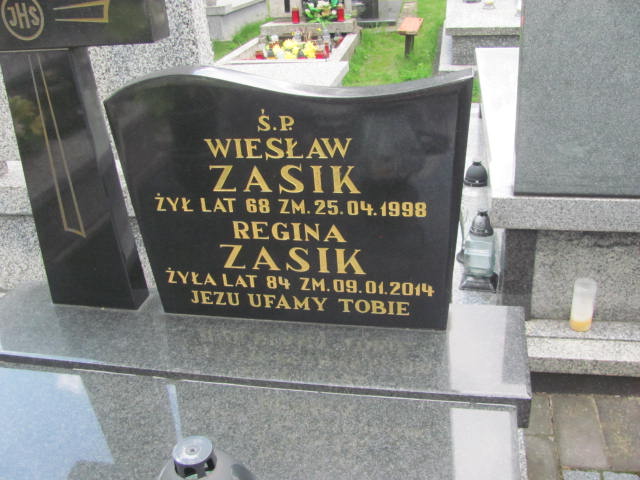 JHS
Ś.P.
WIESŁAW
ZASIK
ŻYŁ LAT 68 ZM. 25.04.1998
REGINA
ZASIK
ŻYŁA LAT 84 ZM. 09.01.2014
JEZU UFAMY TOBIE